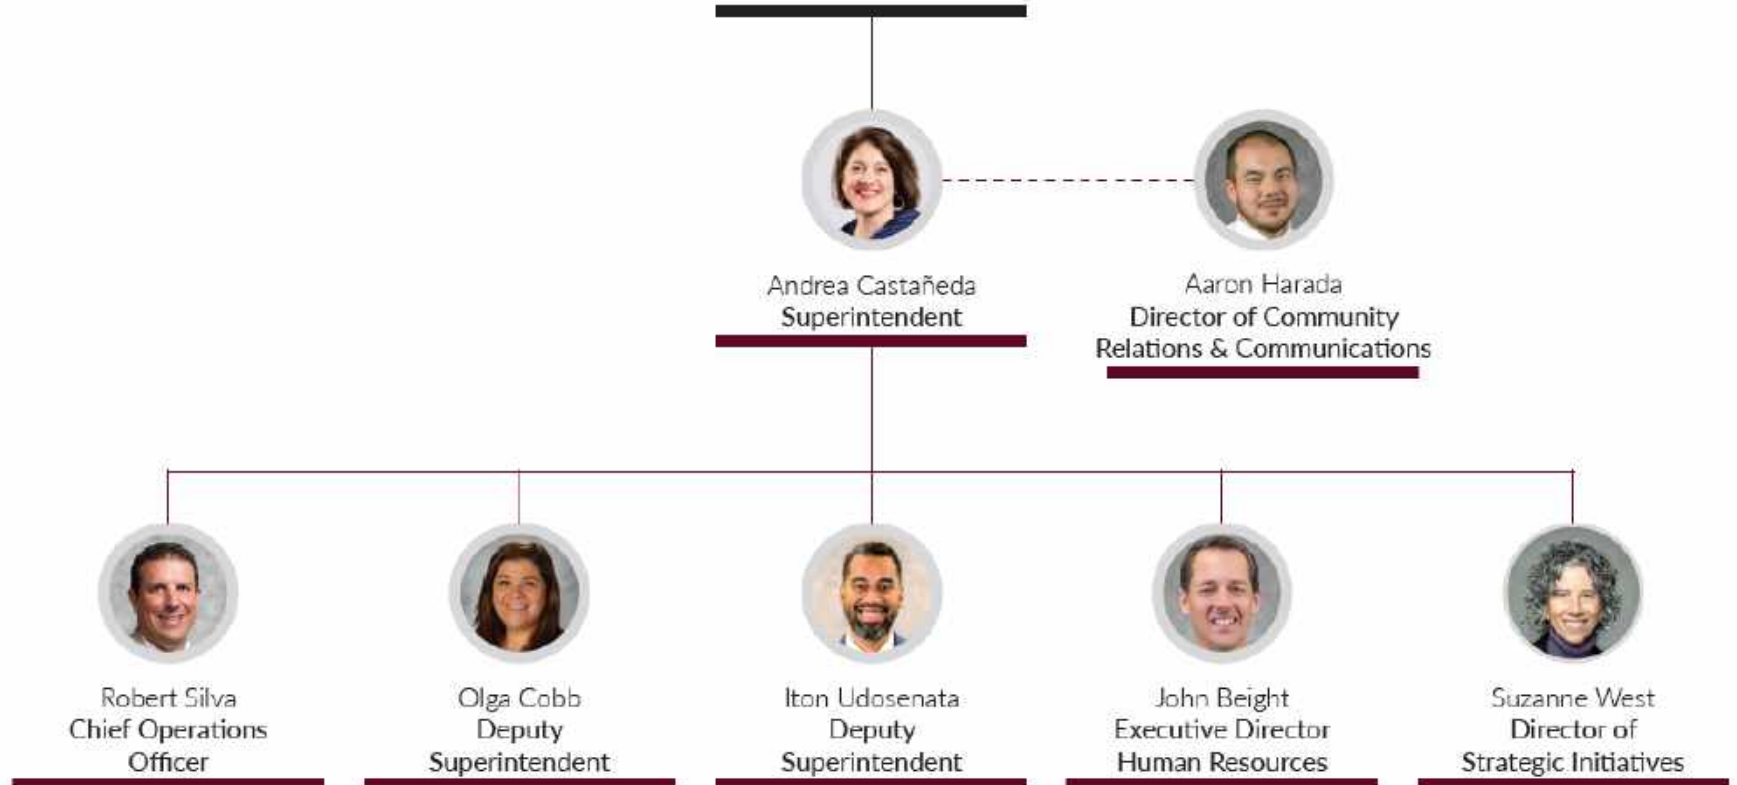 Andrea Castañeda
Superintendent
Aaron Harada
Director of Community
Relations & Communications
Robert Silva
Chief Operations
Officer
Olga Cobb
Deputy
Superintendent
Iton Udosenata
Deputy
Superintendent
John Beight
Executive Director
Human Resources
Suzanne West
Director of
Strategic Initiatives